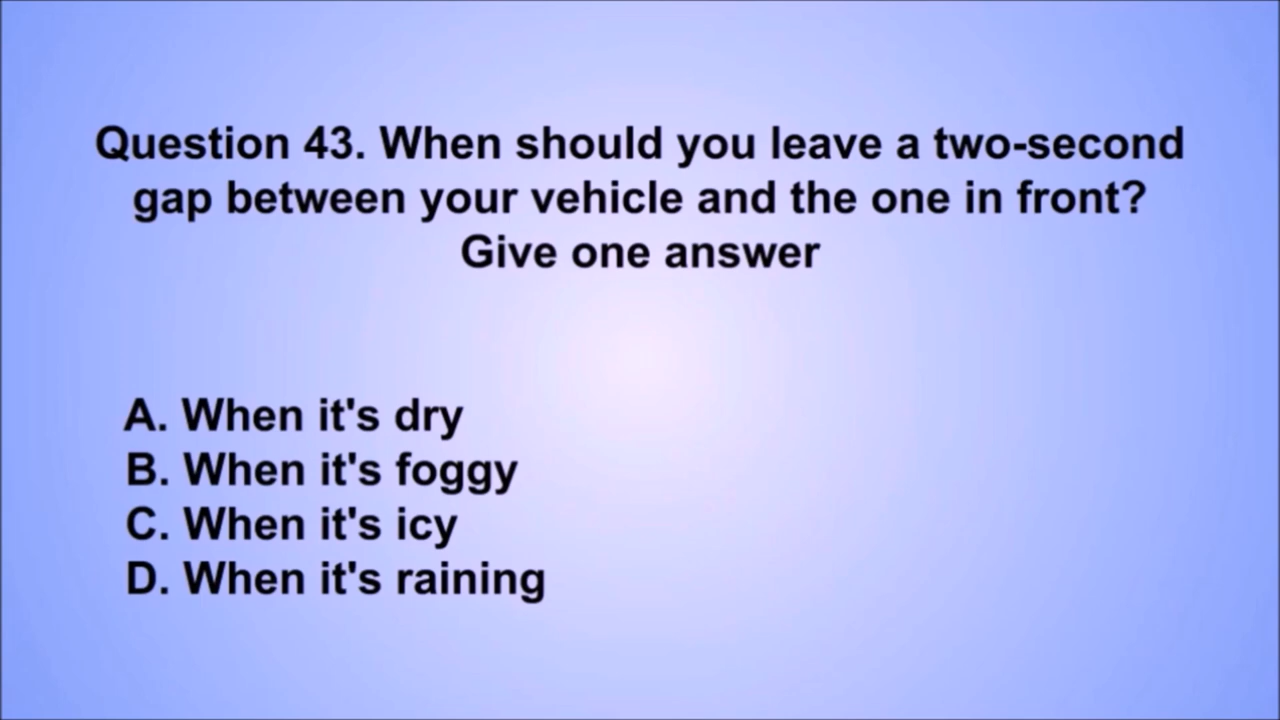 Question 43. When should you leave a two-second
gap between your vehicle and the one in front?
Give one answer
A. When it's dry
B. When it's foggy
C. When it's icy
D. When it's raining